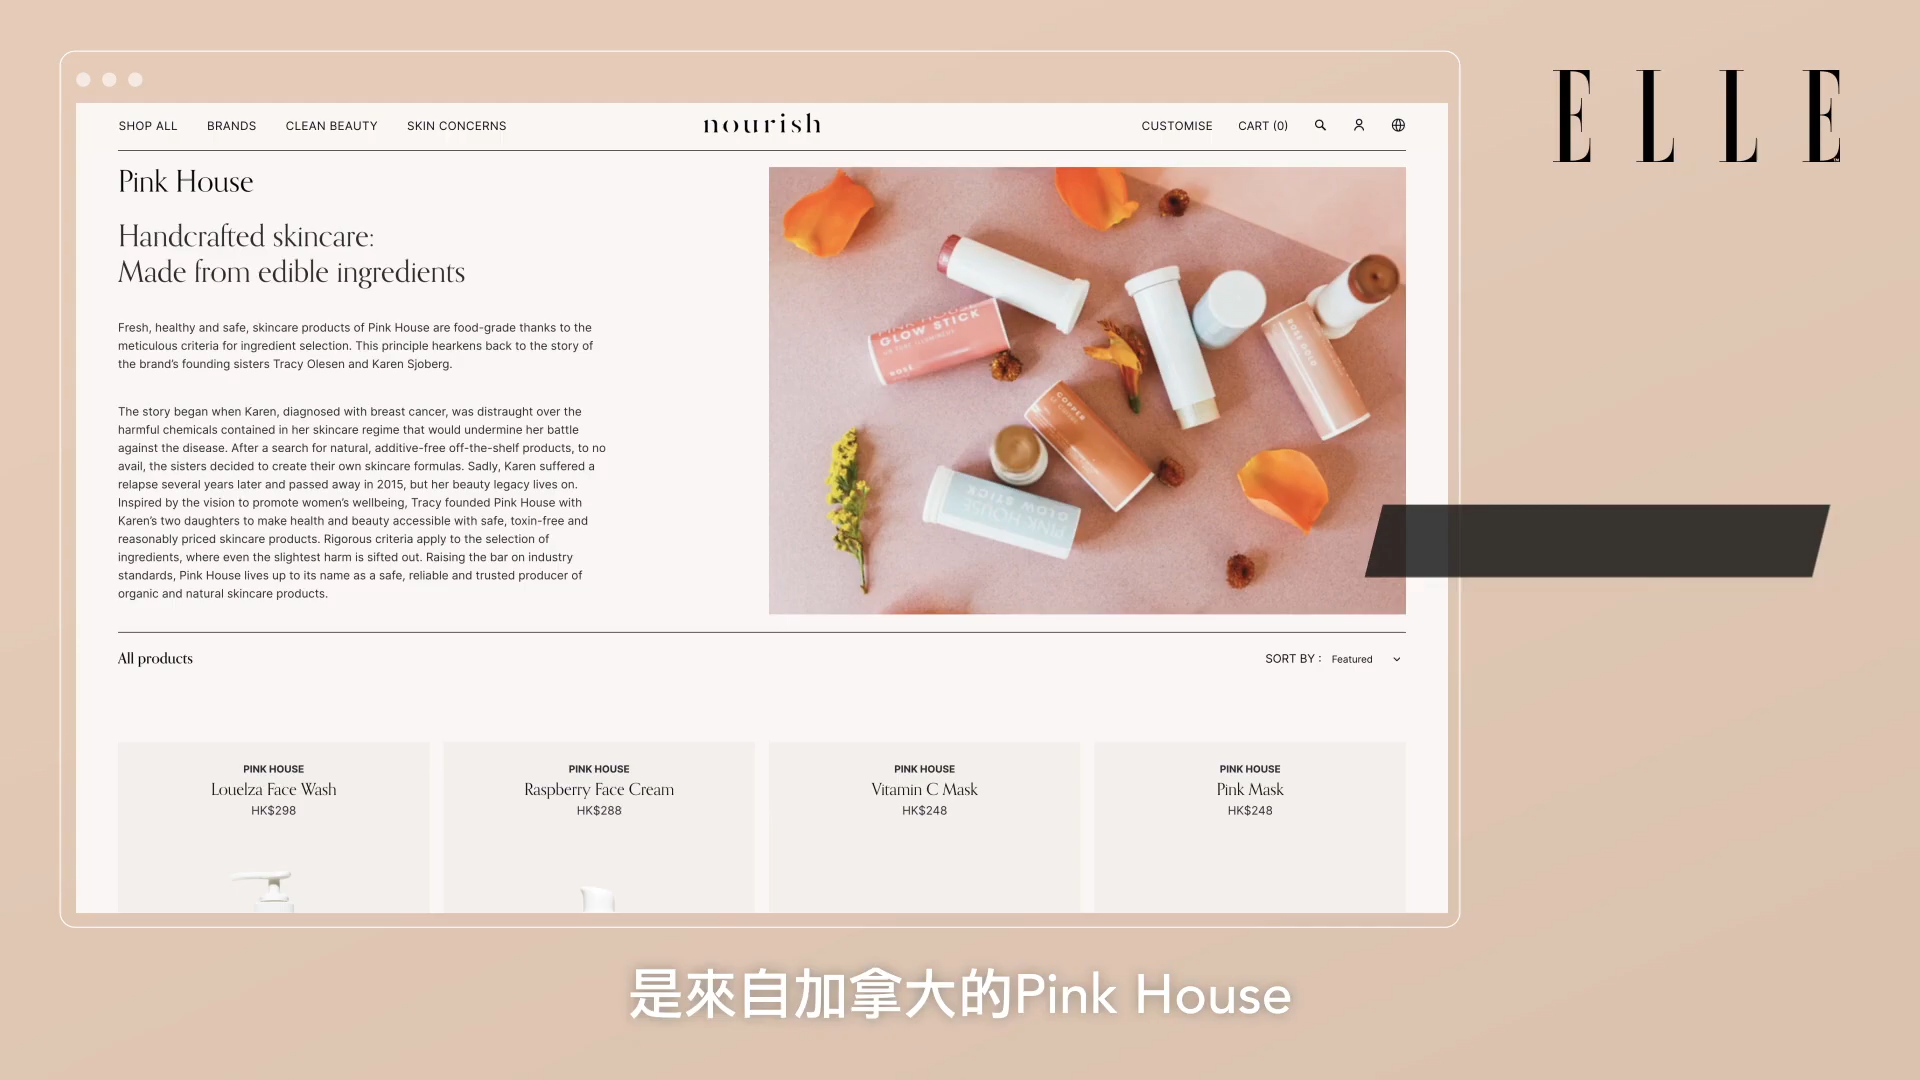 ELLE
SHOP ALL BRANDS CLEAN BEAUTY SKIN CONCERNS nourish CUSTOMISE CART (0)
Pink House
Handcrafted skincare:
Made from edible ingredients
Fresh, healthy and safe, skincare products of Pink House are food-grade thanks to the
meticulous criteria for ingredient selection. This principle hearkens back to the story of
the brand's founding sisters Tracy Olesen and Karen Sjoberg.
The story began when Karen, diagnosed with breast cancer, was distraught over the
harmful chemicals contained in her skincare regime that would undermine her battle
against the disease. After a search for natural, additive-free off-the-shelf products, to no
avail, the sisters decided to create their own skincare formulas. Sadly, Karen suffered a
relapse several years later and passed away in 2015, but her beauty legacy lives on.
Inspired by the vision to promote women's wellbeing, Tracy founded Pink House with
Karen's two daughters to make health and beauty accessible with safe, toxin-free and
reasonably priced skincare products. Rigorous criteria apply to the selection of
ingredients, where even the slightest harm is sifted out. Raising the bar on industry
standards, Pink House lives up to its name as a safe, reliable and trusted producer of
organic and natural skincare products.
PINK HOUSE
GLOW STICK
ROSÉ
COPPER
ROSE GOLD
PINK HOUSE
GLOW STICK
All products
SORT BY : Featured
PINK HOUSE
Louelza Face Wash
HK$298
PINK HOUSE
Raspberry Face Cream
HK$288
PINK HOUSE
Vitamin C Mask
HK$248
PINK HOUSE
Pink Mask
HK$248
是來自加拿大的Pink House